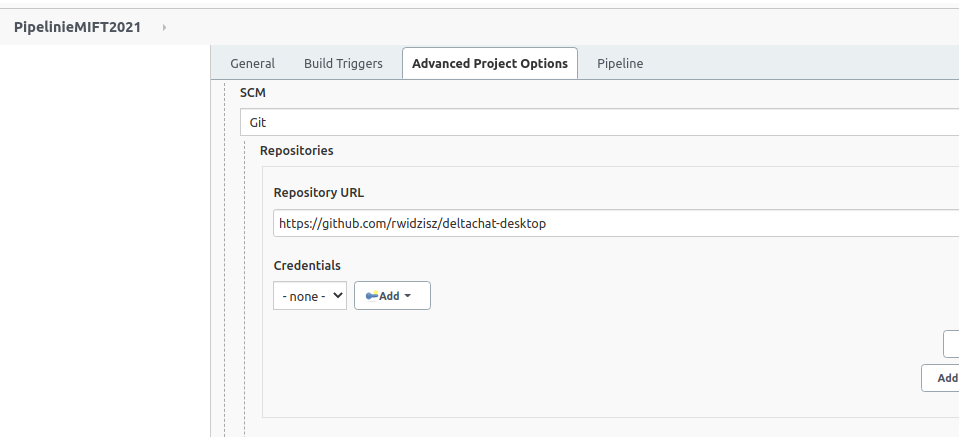 PipelinieMIFT2021
General Build Triggers Advanced Project Options Pipeline
SCM
Git
Repositories
Repository URL
https://github.com/rwidzisz/deltachat-desktop
Credentials
- none - Add
Add